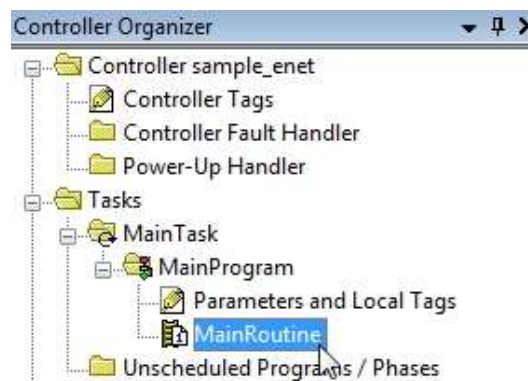 Controller Organizer
Controller sample_enet
Controller Tags
Controller Fault Handler
Power-Up Handler
Tasks
MainTask
MainProgram
Parameters and Local Tags
MainRoutine
Unscheduled Programs / Phases